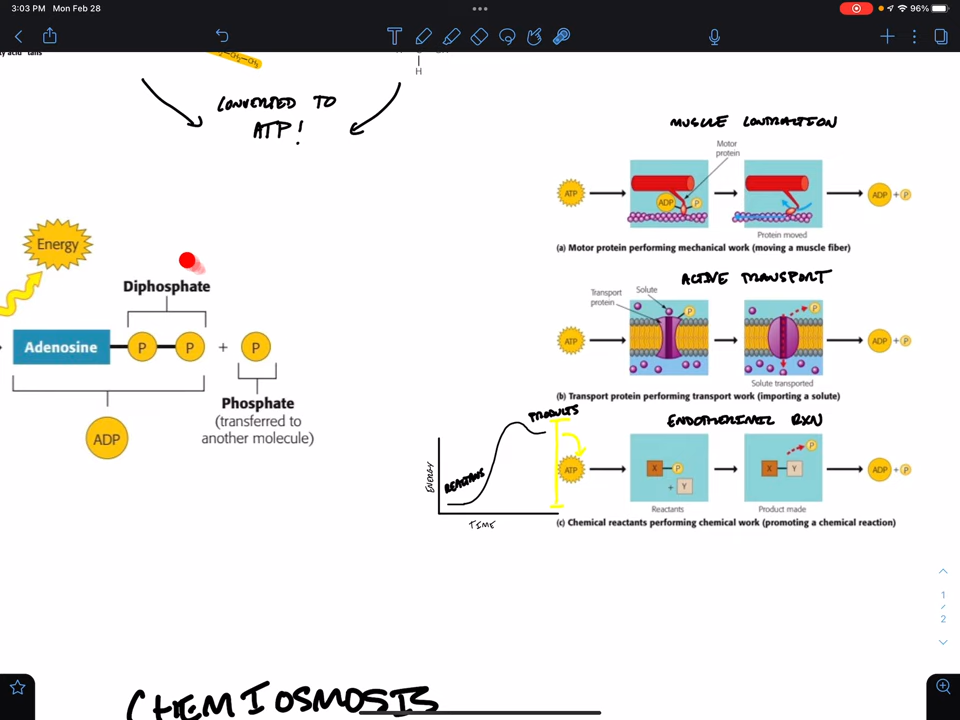 3:03 PM Mon Feb 28
96%
H
CONVERTED TO
ATP!
Energy
Diphosphate
Adenosine
P
P
+
P
ADP
Phosphate
(transferred to
another molecule)
MUSCLE CONTRACTION
Motor
protein
ATP
ADP
P
ADP + P
Protein moved
(a) Motor protein performing mechanical work (moving a muscle fiber)
ACTIVE TRANSPORT
Transport
protein
Solute
P
P
ATP
ADP + P
Solute transported
(b) Transport protein performing transport work (importing a solute)
PRODUCTS
ENDOTHERMIC RXN
ENERGY
REACTANS
TIME
ATP
X
P
+ Y
P
X
Y
ADP + P
Reactants
Product made
(c) Chemical reactants performing chemical work (promoting a chemical reaction)
1
/
2
CHEMIOSMOSIS